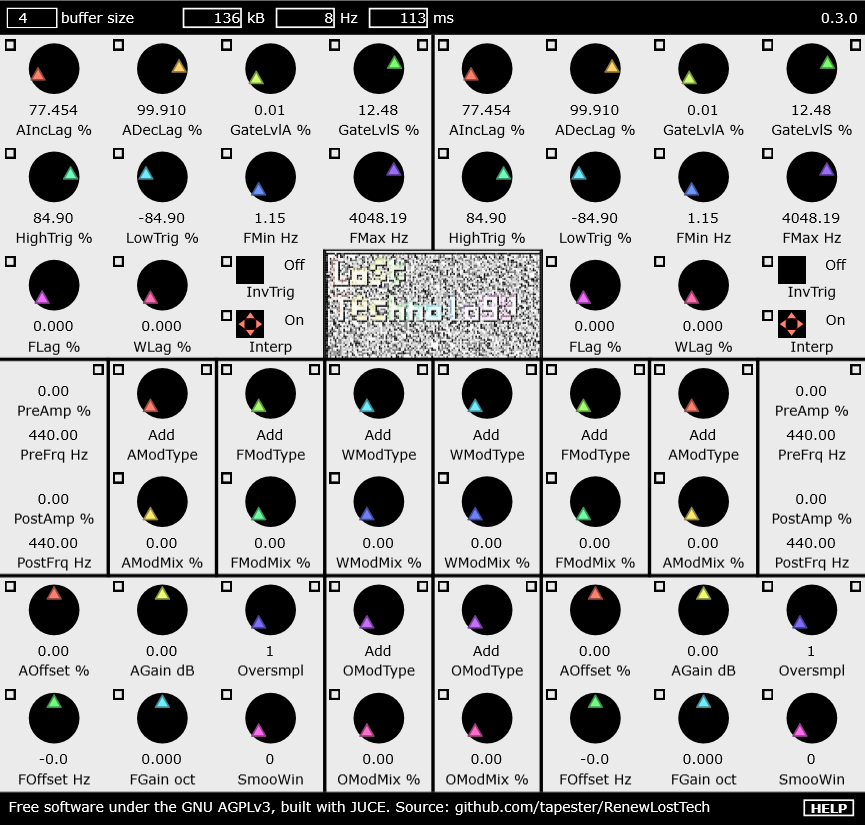 4 buffer size 136 kB 8 Hz 113 ms 0.3.0
77.454 99.910 0.01 12.48 77.454 99.910 0.01 12.48
AIncLag % ADecLag % GateLvlA % GateLvlS % AIncLag % ADecLag % GateLvlA % GateLvlS %
84.90 -84.90 1.15 4048.19 84.90 -84.90 1.15 4048.19
HighTrig % LowTrig % FMin Hz FMax Hz HighTrig % LowTrig % FMin Hz FMax Hz
Off Off
Lost
InvTrig InvTrig
Technology
On On
0.000 0.000 0.000 0.000
FLag % WLag % Interp FLag % WLag % Interp
0.00 0.00
PreAmp % PreAmp %
440.00 Add Add Add Add Add Add 440.00
PreFrq Hz AModType FModType WModType WModType FModType AModType PreFrq Hz
0.00 0.00
PostAmp % PostAmp %
440.00 0.00 0.00 0.00 0.00 0.00 0.00 440.00
PostFrq Hz AModMix % FModMix % WModMix % WModMix % FModMix % AModMix % PostFrq Hz
0.00 0.00 1 Add Add 0.00 0.00 1
AOffset % AGain dB Oversmpl OModType OModType AOffset % AGain dB Oversmpl
-0.0 0.000 0 0.00 0.00 -0.0 0.000 0
FOffset Hz FGain oct SmooWin OModMix % OModMix % FOffset Hz FGain oct SmooWin
Free software under the GNU AGPLv3, built with JUCE. Source: github.com/tapester/RenewLostTech HELP